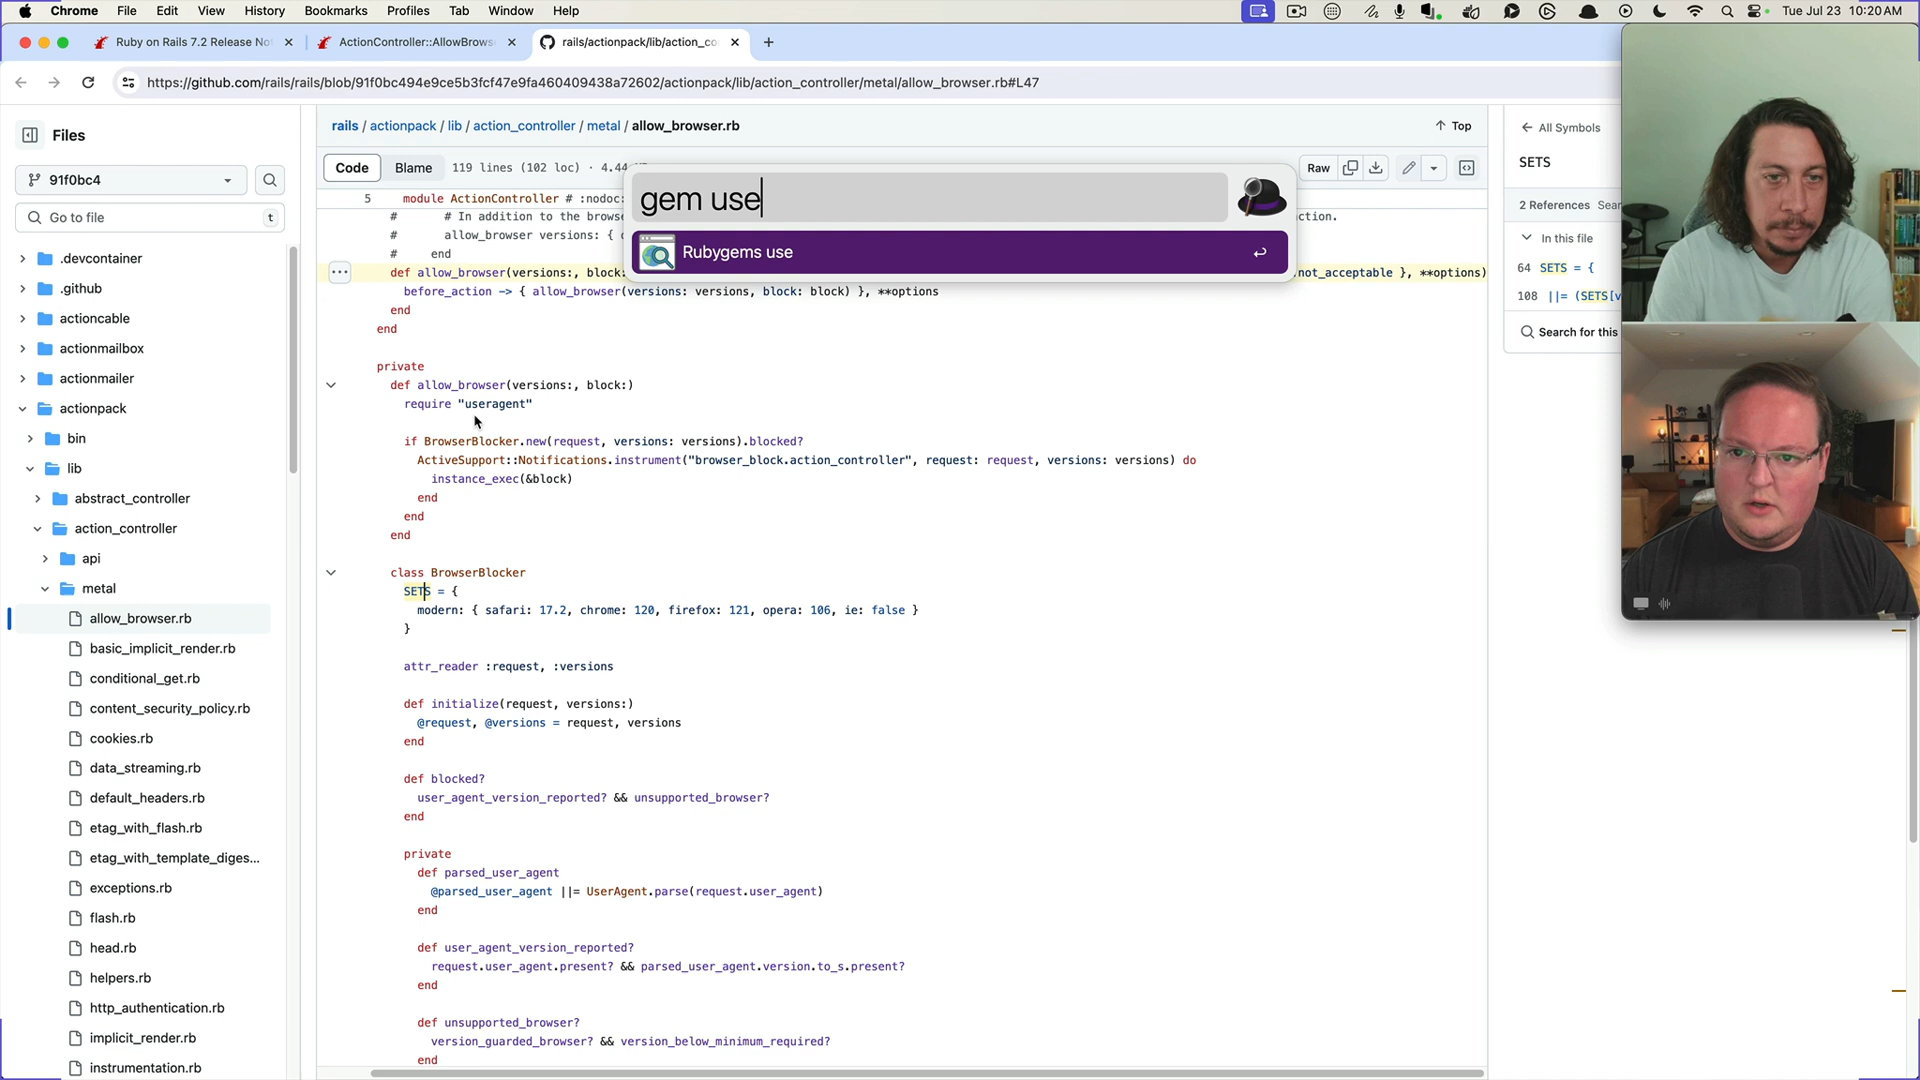 Chrome File Edit View History Bookmarks Profiles Tab Window Help
Tue Jul 23 10:20 AM
Ruby on Rails 7.2 Release No
ActionController::AllowBrows
rails/actionpack/lib/action_co
https://github.com/rails/rails/blob/91f0bc494e9ce5b3fcf47e9fa460409438a72602/actionpack/lib/action_controller/metal/allow_browser.rb#L47
Files
91f0bc4
Go to file
t
.devcontainer
.github
actioncable
actionmailbox
actionmailer
actionpack
bin
lib
abstract_controller
action_controller
api
metal
allow_browser.rb
basic_implicit_render.rb
conditional_get.rb
content_security_policy.rb
cookies.rb
data_streaming.rb
default_headers.rb
etag_with_flash.rb
etag_with_template_diges...
exceptions.rb
flash.rb
head.rb
helpers.rb
http_authentication.rb
implicit_render.rb
instrumentation.rb
rails / actionpack / lib / action_controller / metal / allow_browser.rb
Top
Code Blame 119 lines (102 loc) · 4.44
Raw
gem use
Rubygems use
5 module ActionController # :nodoc:
# # In addition to the browse
ction.
# allow_browser versions: { c
# end
def allow_browser(versions:, block:
not_acceptable }, **options)
before_action -> { allow_browser(versions: versions, block: block) }, **options
end
end
private
def allow_browser(versions:, block:)
require "useragent"
if BrowserBlocker.new(request, versions: versions).blocked?
ActiveSupport::Notifications.instrument("browser_block.action_controller", request: request, versions: versions) do
instance_exec(&block)
end
end
end
class BrowserBlocker
SETS = {
modern: { safari: 17.2, chrome: 120, firefox: 121, opera: 106, ie: false }
}
attr_reader :request, :versions
def initialize(request, versions:)
@request, @versions = request, versions
end
def blocked?
user_agent_version_reported? && unsupported_browser?
end
private
def parsed_user_agent
@parsed_user_agent ||= UserAgent.parse(request.user_agent)
end
def user_agent_version_reported?
request.user_agent.present? && parsed_user_agent.version.to_s.present?
end
def unsupported_browser?
version_guarded_browser? && version_below_minimum_required?
end
All Symbols
SETS
2 References Sear
In this file
64 SETS = {
108 ||= (SETS[v
Search for this